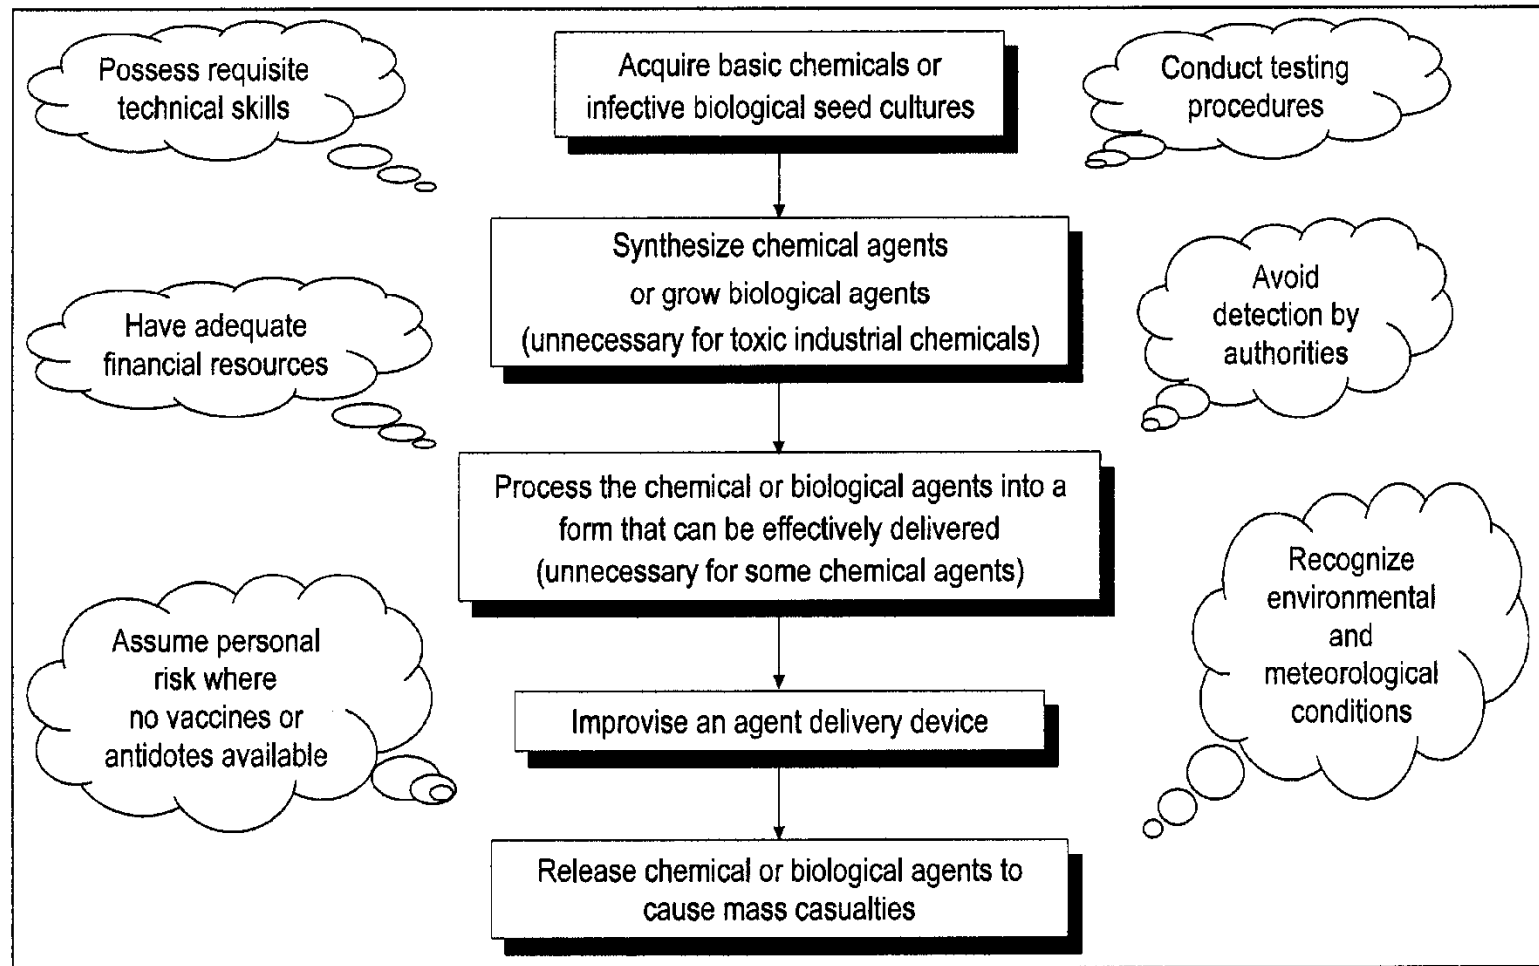 Possess requisite
technical skills
Acquire basic chemicals or
infective biological seed cultures
Conduct testing
procedures
Synthesize chemical agents
or grow biological agents
(unnecessary for toxic industrial chemicals)
Have adequate
financial resources
Avoid
detection by
authorities
Process the chemical or biological agents into a
form that can be effectively delivered
(unnecessary for some chemical agents)
Assume personal
risk where
no vaccines or
antidotes available
Recognize
environmental
and
meteorological
conditions
Improvise an agent delivery device
Release chemical or biological agents to
cause mass casualties